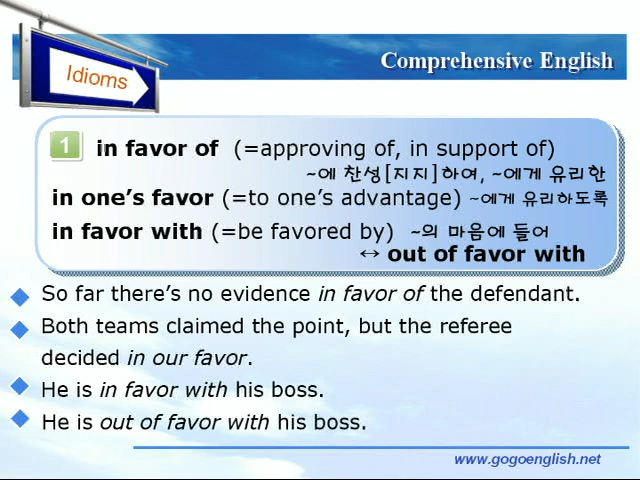 Idioms
Comprehensive English
1 in favor of (=approving of, in support of)
~에 찬성[지지]하여, ~에게 유리한
in one's favor (=to one's advantage) ~에게 유리하도록
in favor with (=be favored by) ~의 마음에 들어
↔ out of favor with
So far there's no evidence in favor of the defendant.
Both teams claimed the point, but the referee
decided in our favor.
He is in favor with his boss.
He is out of favor with his boss.
www.gogoenglish.net